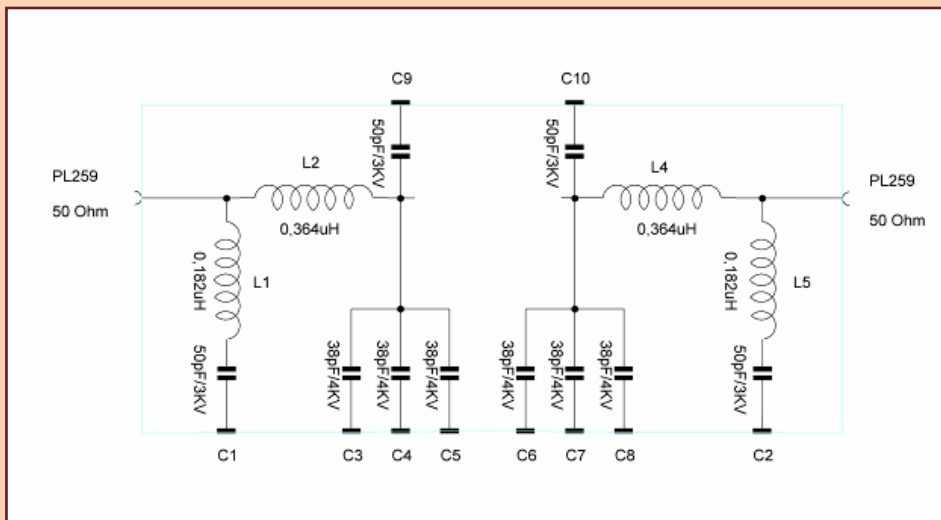 C9
C10
50pF/3KV
50pF/3KV
L2
L4
PL259
50 Ohm
PL259
50 Ohm
0,364uH
0,364uH
0,182uH
L1
0,182uH
L5
50pF/3KV
38pF/4KV
38pF/4KV
38pF/4KV
38pF/4KV
38pF/4KV
38pF/4KV
50pF/3KV
C1
C3
C4
C5
C6
C7
C8
C2